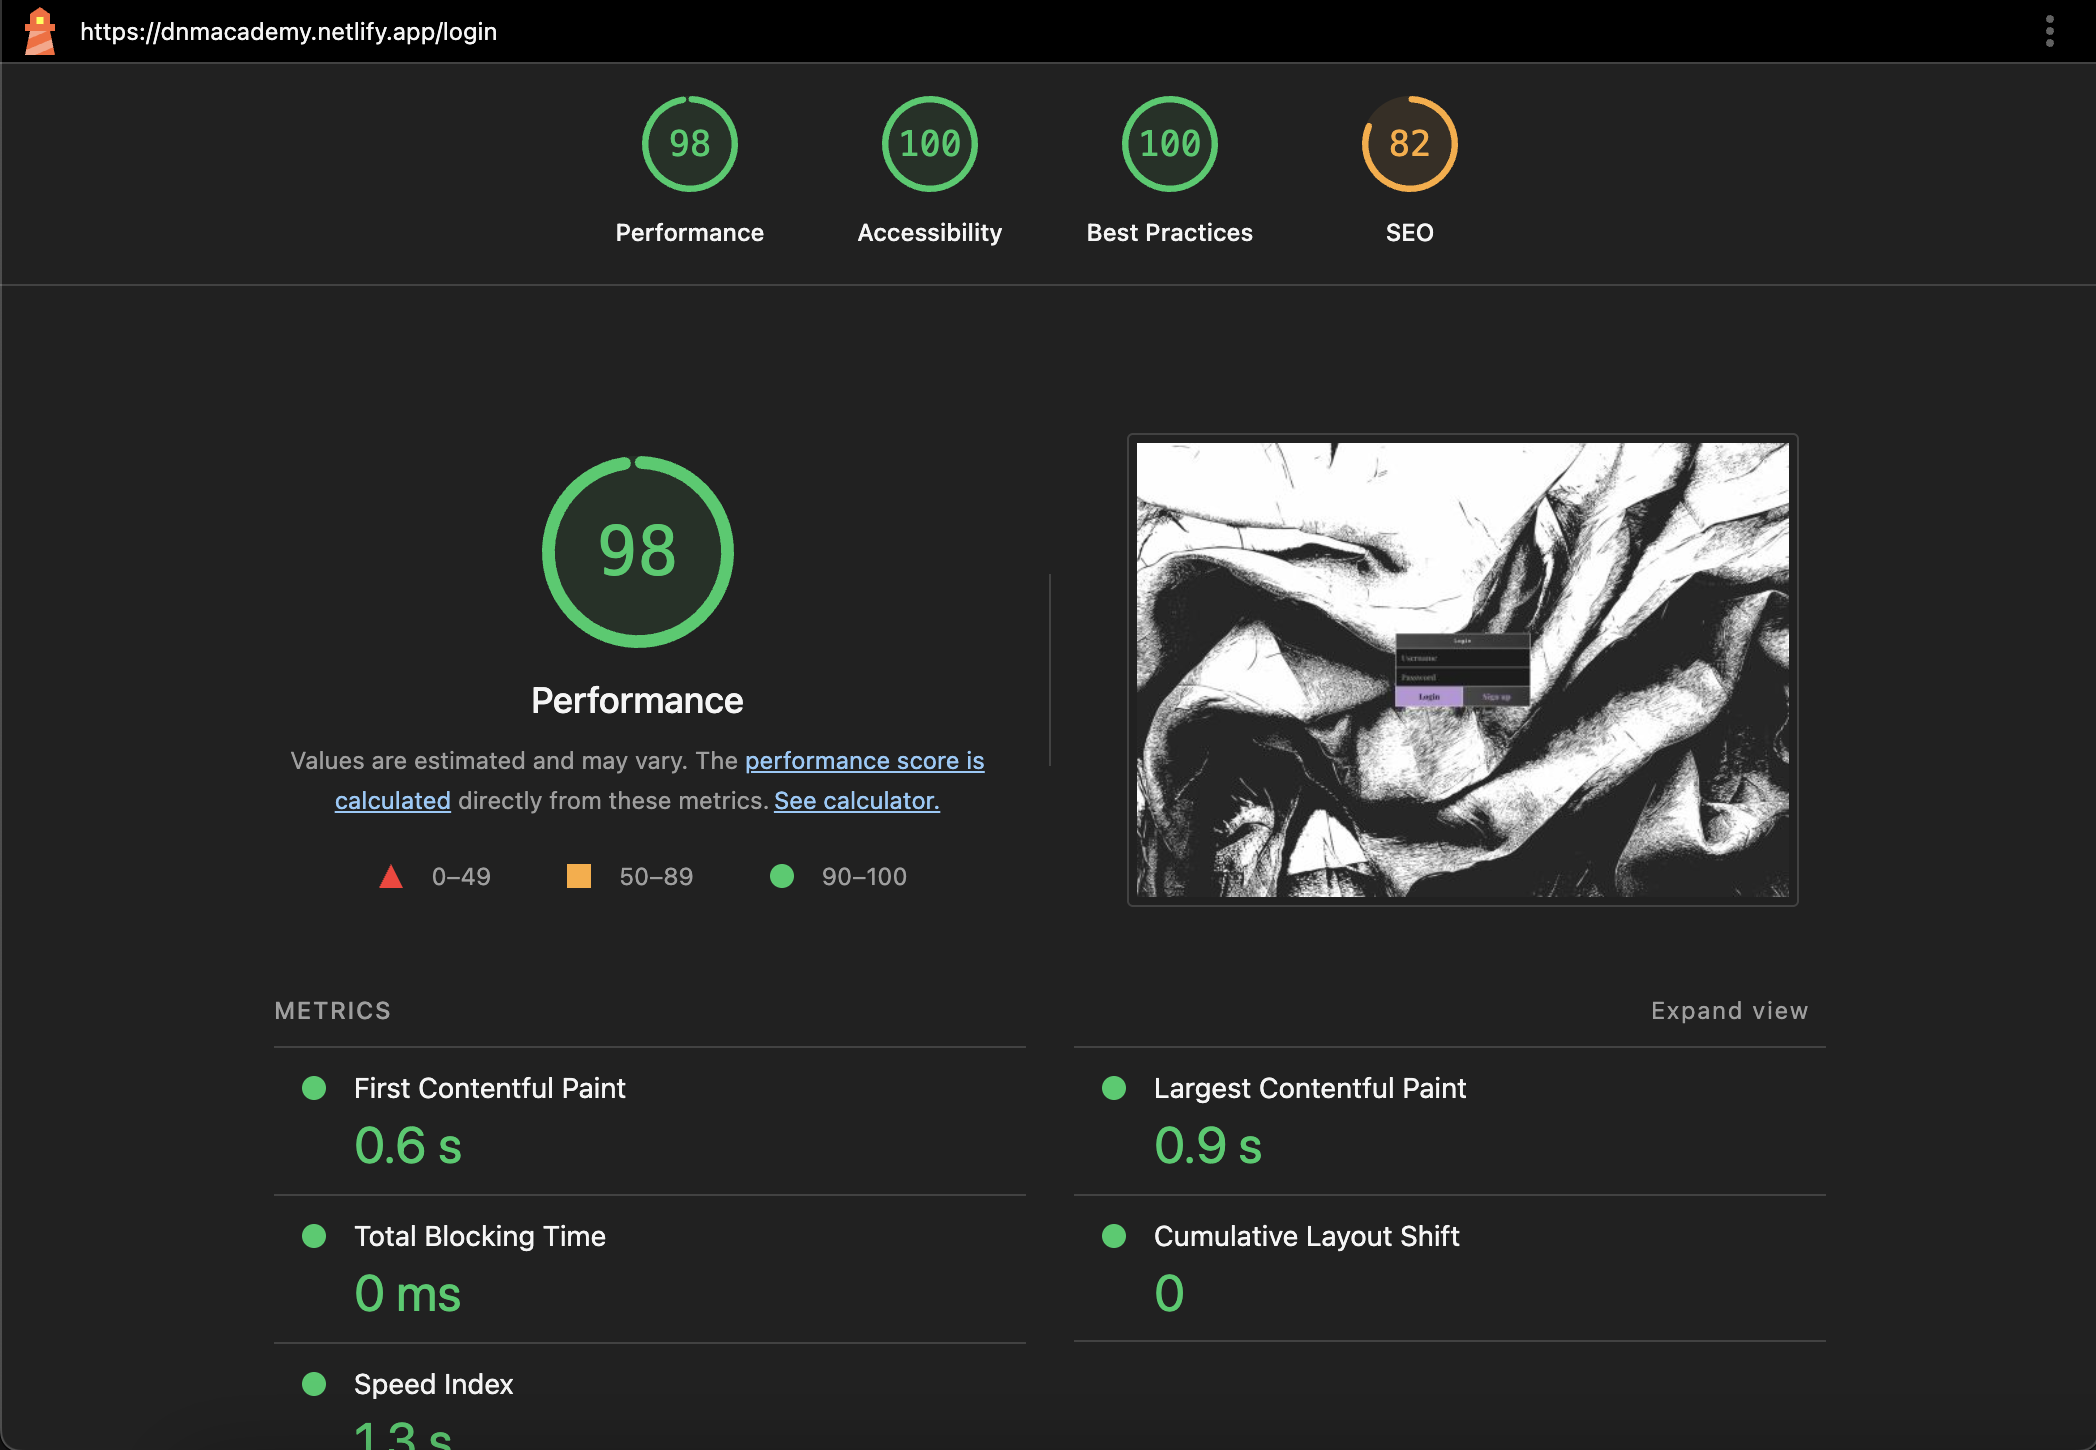 https://dnmacademy.netlify.app/login
98
100
100
82
Performance
Accessibility
Best Practices
SEO
98
Performance
Values are estimated and may vary. The performance score is
calculated directly from these metrics. See calculator.
0–49
50–89
90–100
Login
Username
Password
Login
Sign up
METRICS
Expand view
First Contentful Paint
0.6 s
Largest Contentful Paint
0.9 s
Total Blocking Time
0 ms
Cumulative Layout Shift
0
Speed Index
1.3 s